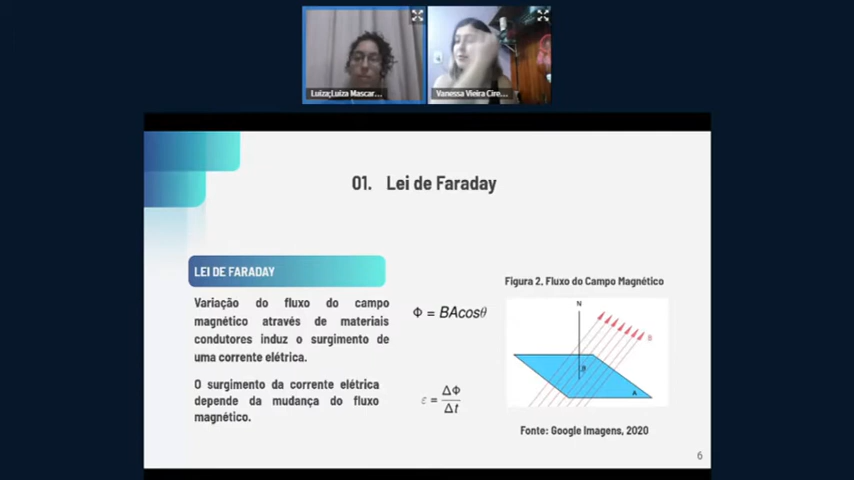 Luiza;Luiza Mascar...
Vanessa Vieira Cire...
01. Lei de Faraday
LEI DE FARADAY
Variação do fluxo do campo
magnético através de materiais
condutores induz o surgimento de
uma corrente elétrica.
O surgimento da corrente elétrica
depende da mudança do fluxo
magnético.
Φ = BAcosθ
ε = ΔΦ/Δt
Figura 2. Fluxo do Campo Magnético
N
B
θ
A
Fonte: Google Imagens, 2020
6